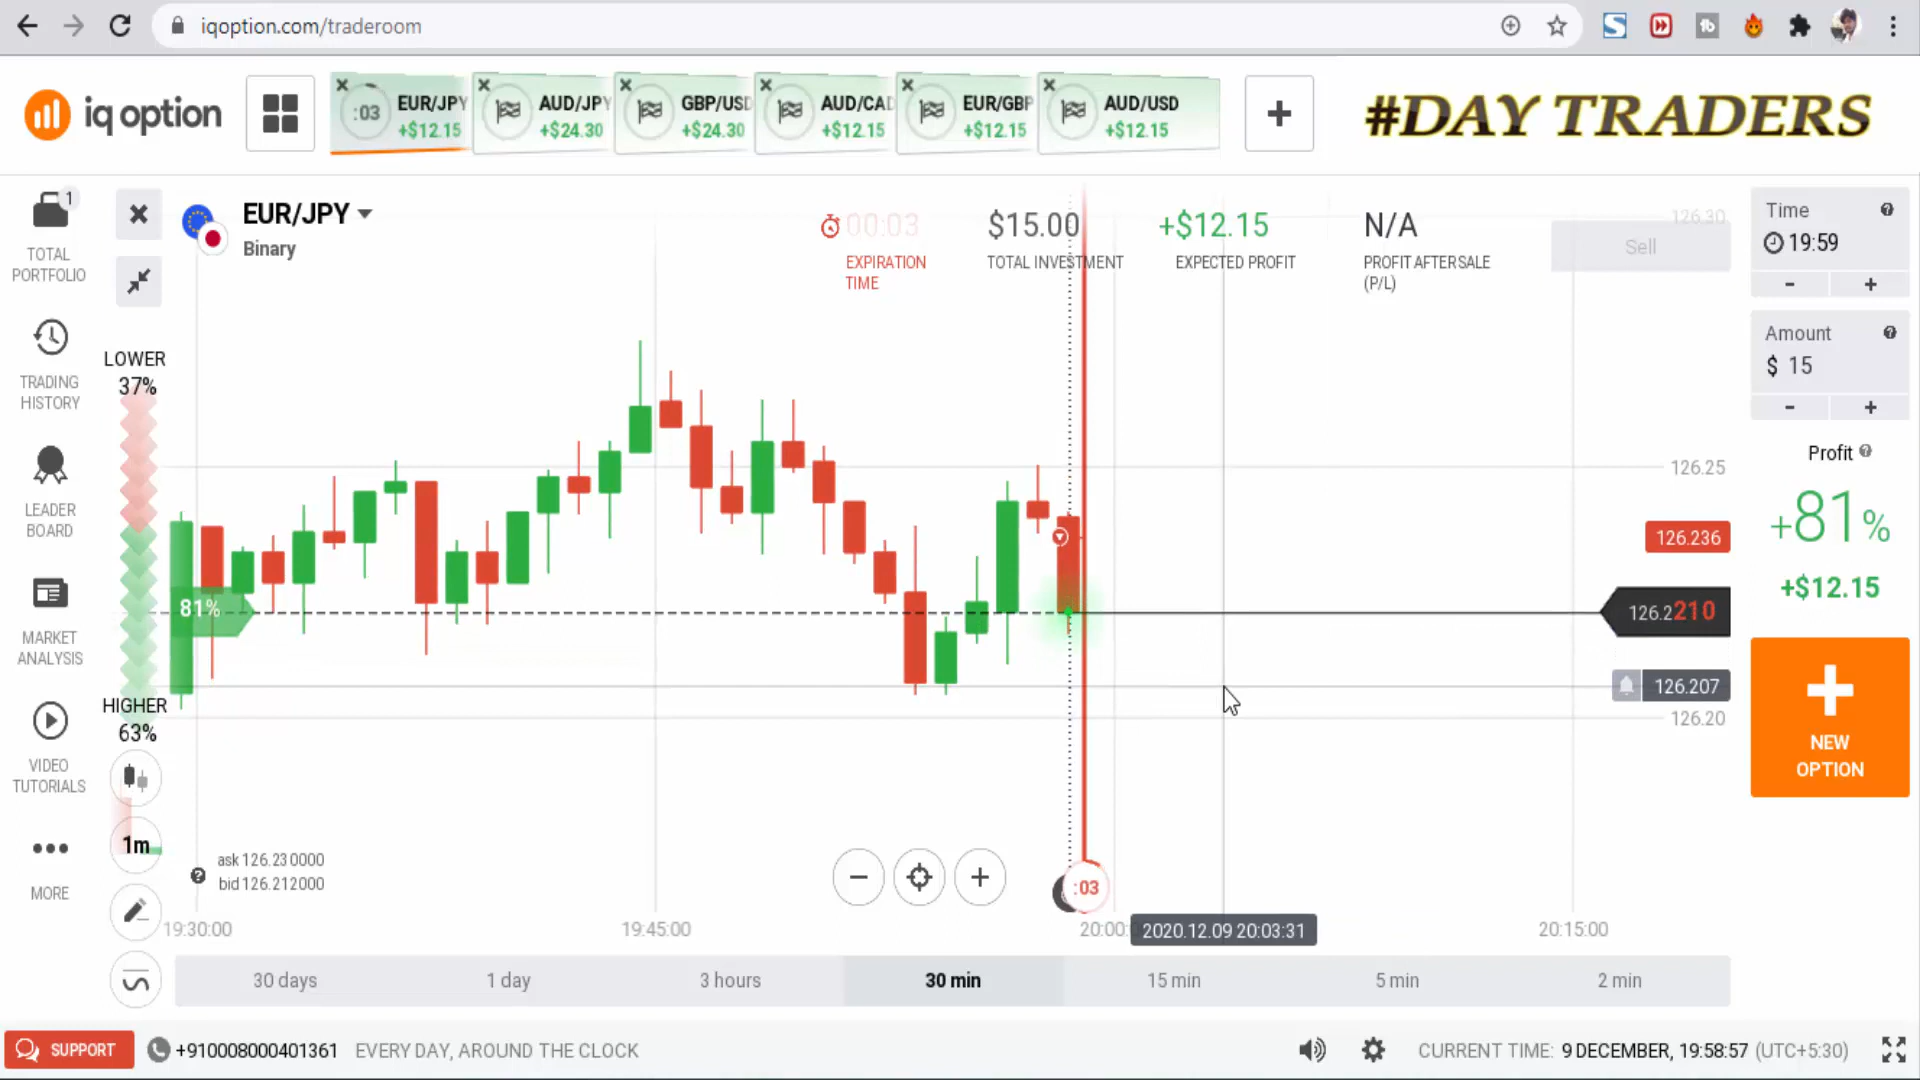 iqoption.com/traderoom
iq option
:03
EUR/JPY
+$12.15
AUD/JPY
+$24.30
GBP/USD
+$24.30
AUD/CAD
+$12.15
EUR/GBP
+$12.15
AUD/USD
+$12.15
+
#DAY TRADERS
1
TOTAL
PORTFOLIO
TRADING
HISTORY
LEADER
BOARD
MARKET
ANALYSIS
VIDEO
TUTORIALS
MORE
EUR/JPY
Binary
00:03
EXPIRATION
TIME
$15.00
TOTAL INVESTMENT
+$12.15
EXPECTED PROFIT
N/A
PROFIT AFTER SALE
(P/L)
Sell
126.30
LOWER
37%
81%
HIGHER
63%
1m
ask 126.230000
bid 126.212000
126.25
126.236
126.2210
126.207
126.20
:03
19:30:00
19:45:00
20:00:
2020.12.09 20:03:31
20:15:00
30 days
1 day
3 hours
30 min
15 min
5 min
2 min
Time
19:59
- +
Amount
$ 15
- +
Profit
+81%
+$12.15
NEW
OPTION
SUPPORT
+910008000401361
EVERY DAY, AROUND THE CLOCK
CURRENT TIME: 9 DECEMBER, 19:58:57 (UTC+5:30)